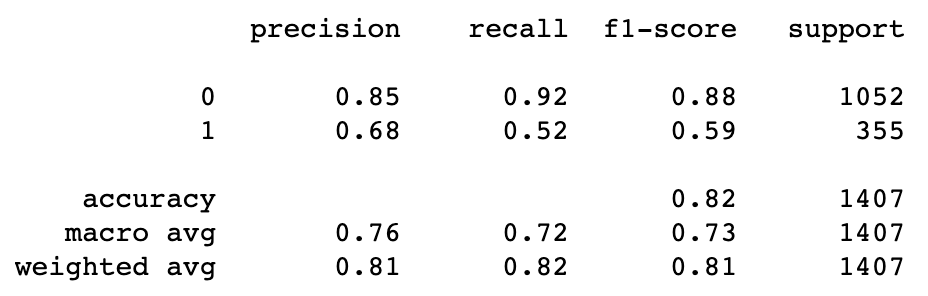 precision recall f1-score support
0 0.85 0.92 0.88 1052
1 0.68 0.52 0.59 355
accuracy 0.82 1407
macro avg 0.76 0.72 0.73 1407
weighted avg 0.81 0.82 0.81 1407